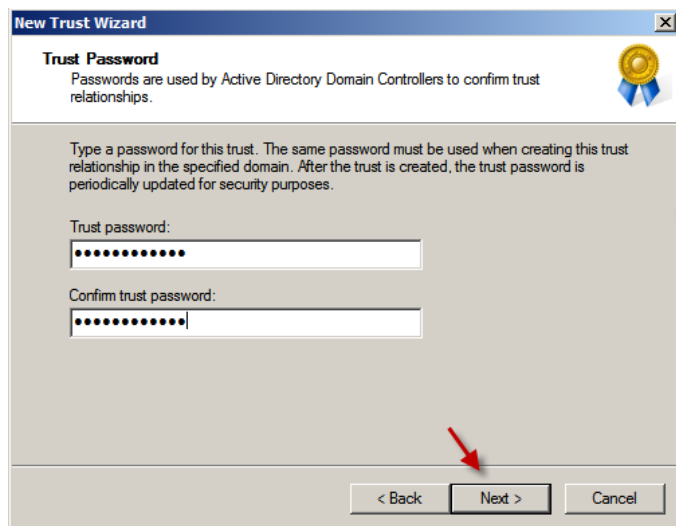 New Trust Wizard
Trust Password
Passwords are used by Active Directory Domain Controllers to confirm trust
relationships.
Type a password for this trust. The same password must be used when creating this trust
relationship in the specified domain. After the trust is created, the trust password is
periodically updated for security purposes.
Trust password:
●●●●●●●●●●●●
Confirm trust password:
●●●●●●●●●●●●
< Back Next > Cancel